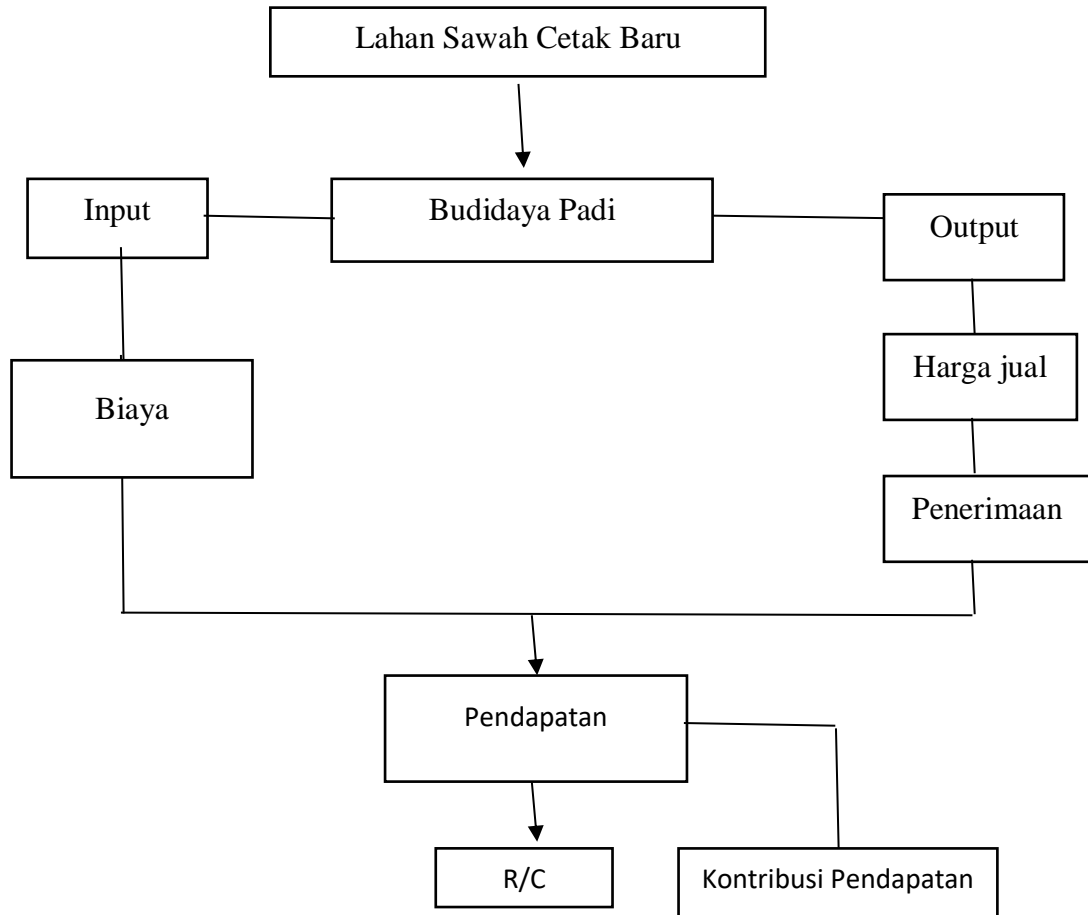 Lahan Sawah Cetak Baru
Input
Budidaya Padi
Output
Harga jual
Biaya
Penerimaan
Pendapatan
R/C
Kontribusi Pendapatan